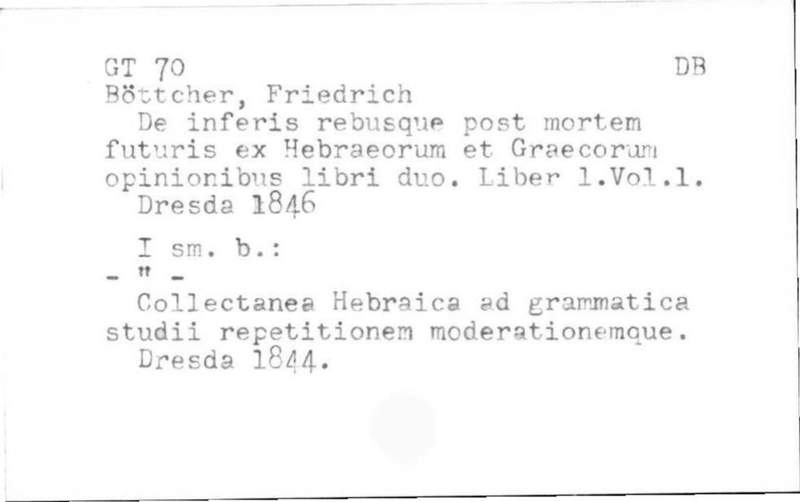 GT 70 DB
Böttcher, Friedrich
De inferis rebusque post mortem
futuris ex Hebraeorum et Graecorum
opinionibus libri duo. Liber 1.Vol.1.
Dresda 1846
I sm. b.:
- " -
Collectanea Hebraica ad grammatica
studii repetitionem moderationemque.
Dresda 1844.